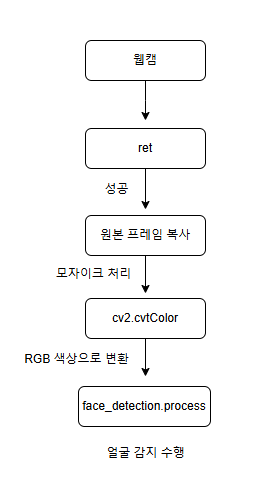 웹캠
ret
성공
원본 프레임 복사
모자이크 처리
cv2.cvtColor
RGB 색상으로 변환
face_detection.process
얼굴 감지 수행